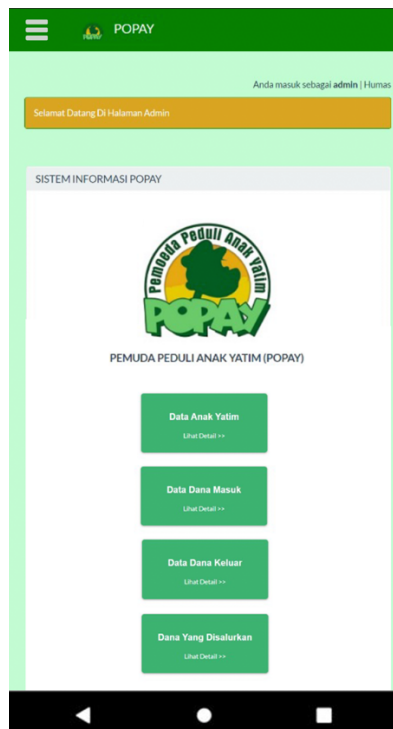 POPAY
POPAY
Anda masuk sebagai admin | Humas
Selamat Datang Di Halaman Admin
SISTEM INFORMASI POPAY
Pemoeda Peduli Anak Yatim
POPAY
PEMUDA PEDULI ANAK YATIM (POPAY)
Data Anak Yatim
Lihat Detail >>
Data Dana Masuk
Lihat Detail >>
Data Dana Keluar
Lihat Detail >>
Dana Yang Disalurkan
Lihat Detail >>